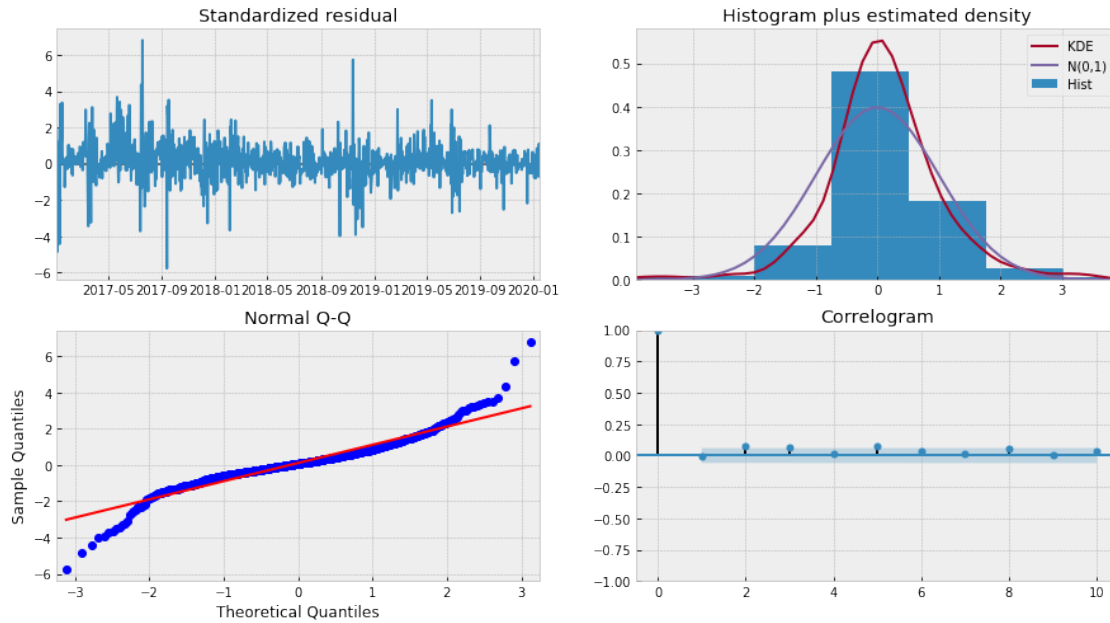 Standardized residual
6
4
2
0
−2
−4
−6
2017-05 2017-09 2018-01 2018-05 2018-09 2019-01 2019-05 2019-09 2020-01
Histogram plus estimated density
KDE
N(0,1)
Hist
0.5
0.4
0.3
0.2
0.1
0.0
−3 −2 −1 0 1 2 3
Normal Q-Q
Sample Quantiles
6
4
2
0
−2
−4
−6
−3 −2 −1 0 1 2 3
Theoretical Quantiles
Correlogram
1.00
0.75
0.50
0.25
0.00
−0.25
−0.50
−0.75
−1.00
0 2 4 6 8 10